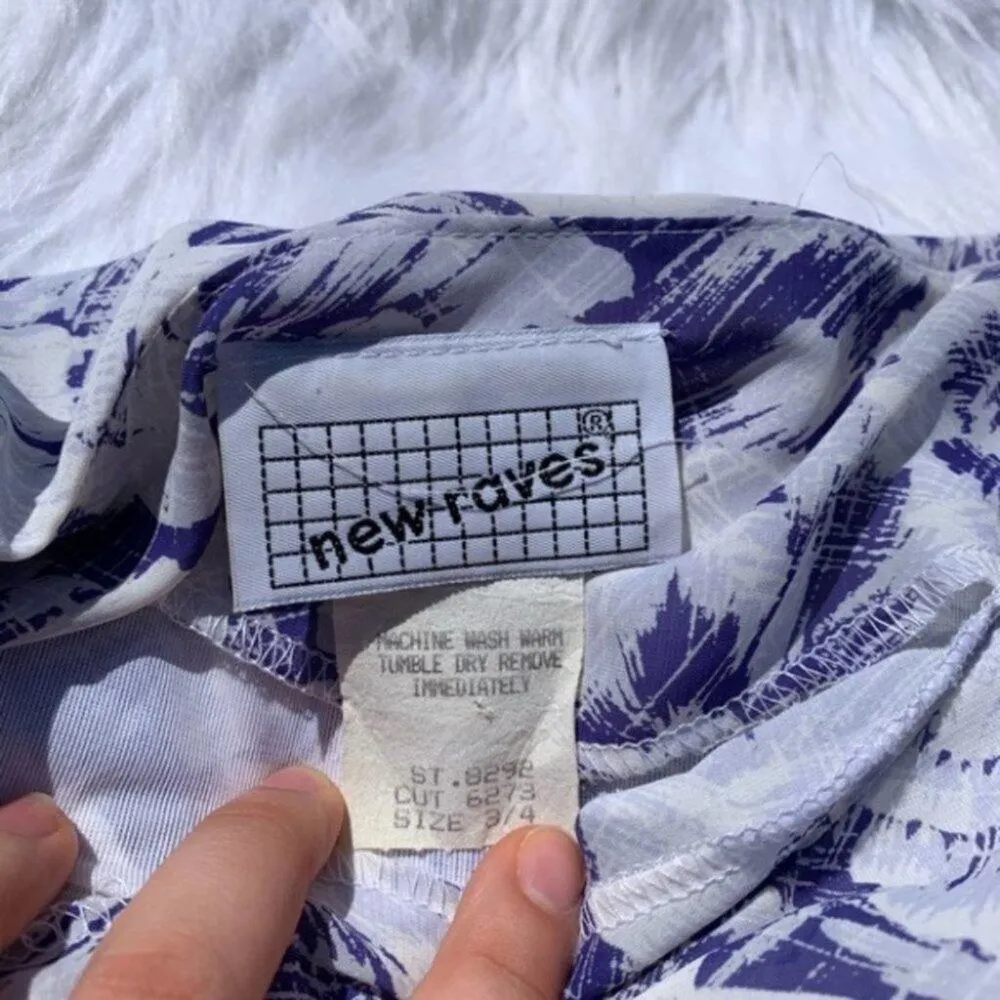 new raves®
MACHINE WASH WARM
TUMBLE DRY REMOVE
IMMEDIATELY
ST.8292
CUT 6273
SIZE 3/4